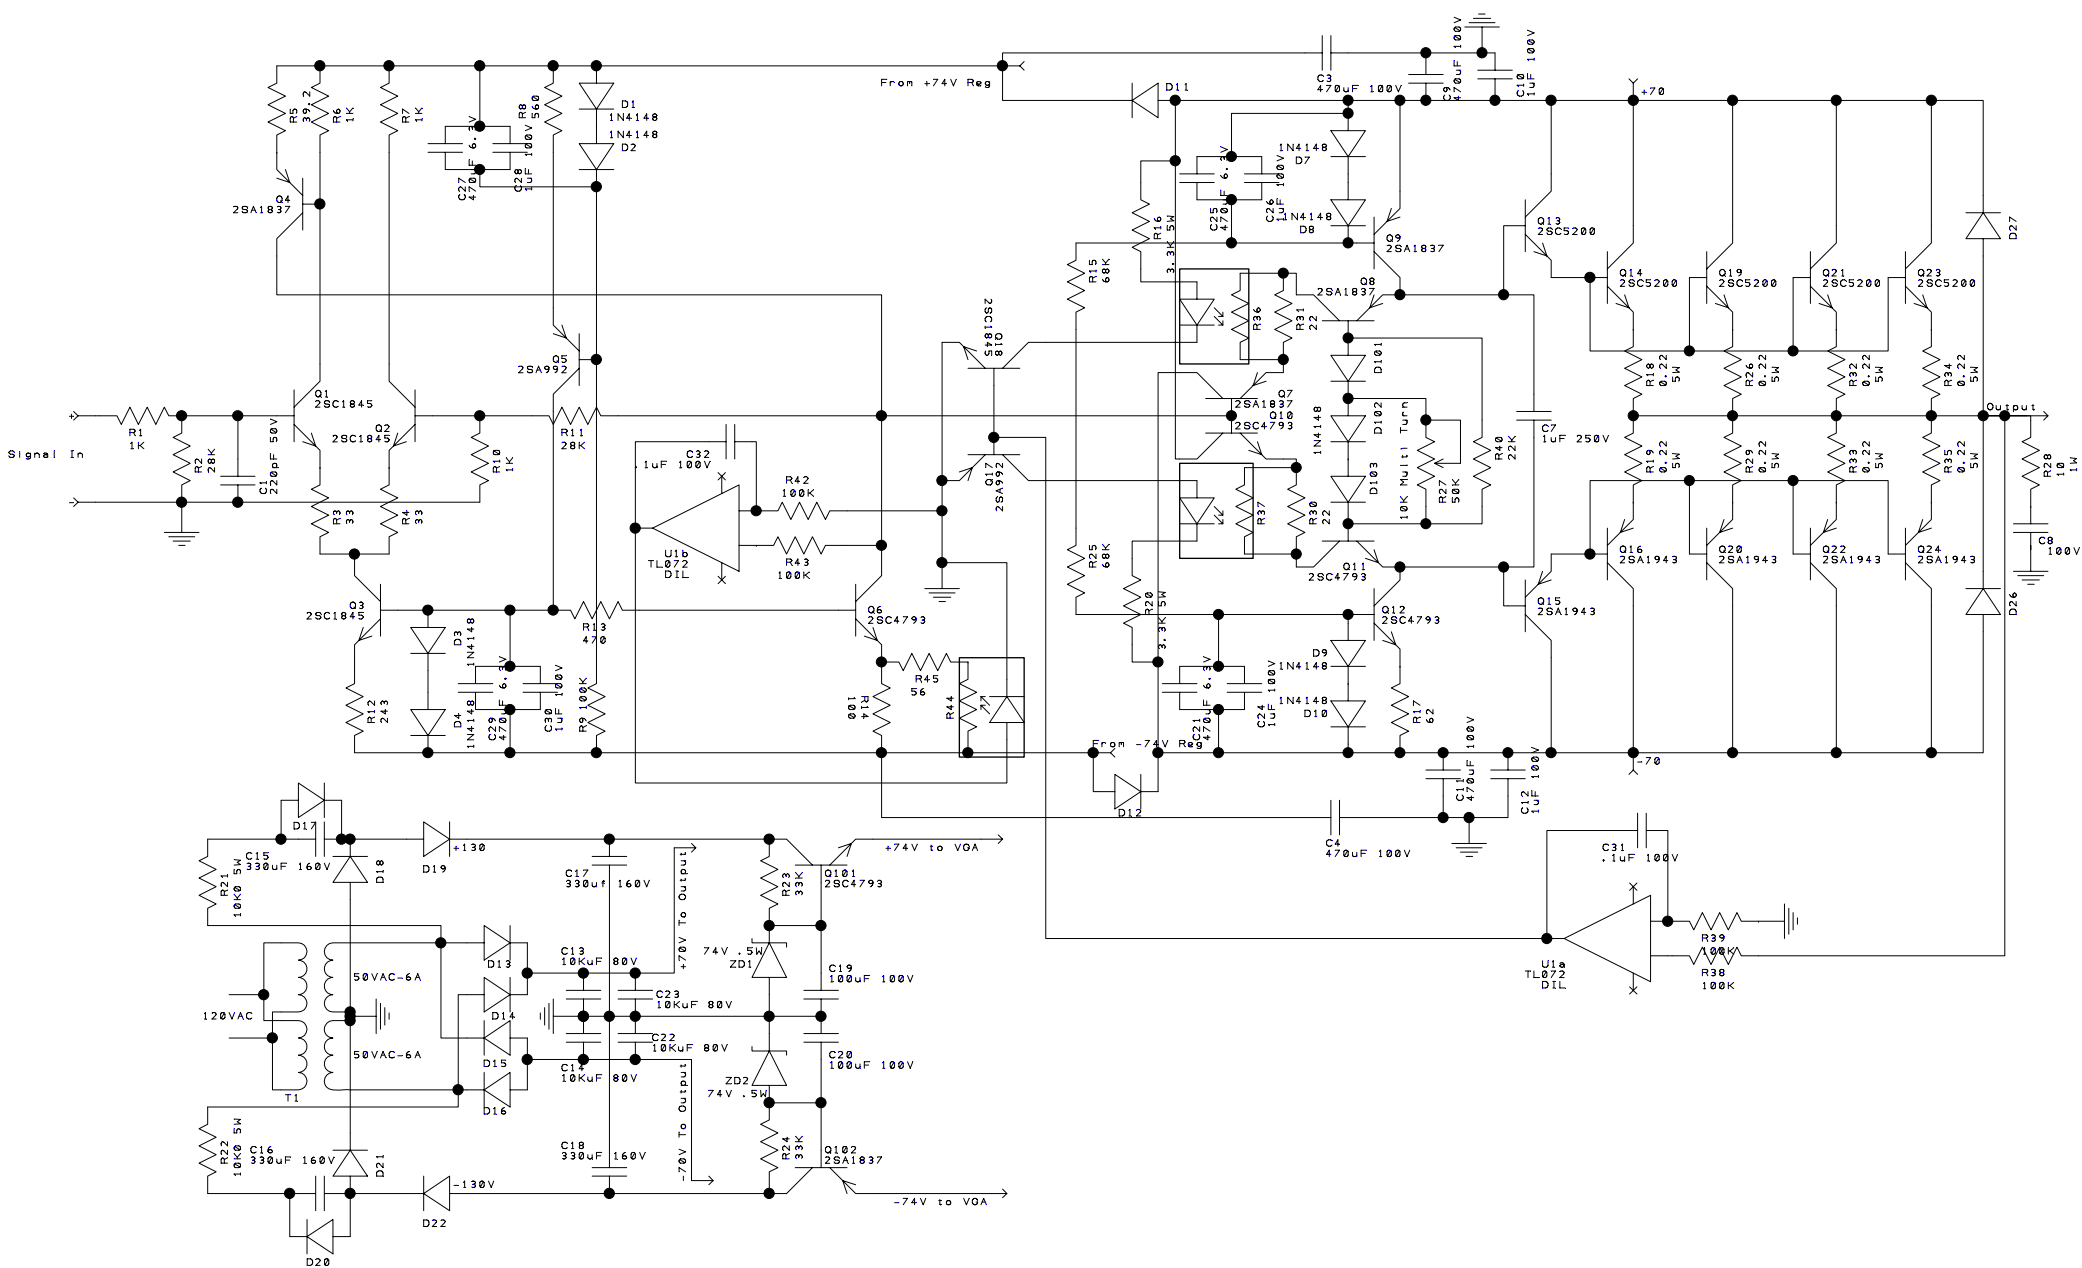 From +74V Reg
C3
470uF 100V
C9
470uF 100V
C10
1uF 100V
+70
D11
R5
39.2
R6
1K
R7
1K
C27
470uF 6.3V
C28
1uF 100V
R8
560
D1
1N4148
1N4148
D2
Q4
2SA1837
R16
3.3K 5W
C25
470uF 6.3V
C26
1uF 100V
1N4148
D7
1N4148
D8
Q9
2SA1837
Q13
2SC5200
Q14
2SC5200
Q19
2SC5200
Q21
2SC5200
Q23
2SC5200
D27
R15
68K
R36
R31
22
Q8
2SA1837
2SC1845
Q18
Q5
2SA992
Q7
2SA1837
Q10
2SC4793
D101
1N4148
D102
D103
10K Multi Turn
R27
50K
R40
22K
C7
1uF 250V
R18
0.22
5W
R26
0.22
5W
R32
0.22
5W
R34
0.22
5W
Output
Q1
2SC1845
Q2
2SC1845
R1
1K
Signal In
R2
28K
C1
220pF 50V
R3
33
R4
33
R10
1K
R11
28K
C32
.1uF 100V
R42
100K
R43
100K
U1b
TL072
DIL
Q17
2SA992
R37
R30
22
R19
0.22
5W
R29
0.22
5W
R33
0.22
5W
R35
0.22
5W
R28
10
1W
C8
100V
R25
68K
R20
3.3K 5W
Q11
2SC4793
Q12
2SC4793
Q15
2SA1943
Q16
2SA1943
Q20
2SA1943
Q22
2SA1943
Q24
2SA1943
D26
Q3
2SC1845
R13
470
Q6
2SC4793
R12
243
D3
1N4148
D4
1N4148
C29
470uF 6.3V
C30
1uF 100V
R9 100K
R14
100
R45
56
R44
C21
470uF 6.3V
C24
1uF 100V
D9
1N4148
1N4148
D10
R17
62
From -74V Reg
D12
C11
470uF 100V
C12
1uF 100V
-70
C4
470uF 100V
D17
C15
330uF 160V
R21
10K0 5W
D18
D19
+130
C17
330uf 160V
R23
33K
Q101
2SC4793
+74V to VGA
+70V To Output
C31
.1uF 100V
R39
100K
R38
100K
U1a
TL072
DIL
50VAC-6A
120VAC
50VAC-6A
T1
D13
D14
D15
D16
C13
10KuF 80V
C23
10KuF 80V
C22
10KuF 80V
C14
10KuF 80V
74V .5W
ZD1
C19
100uF 100V
C20
100uF 100V
ZD2
74V .5W
-70V To Output
R22
10K0 5W
C16
330uF 160V
D21
D20
D22
-130V
C18
330uF 160V
R24
33K
Q102
2SA1837
-74V to VGA